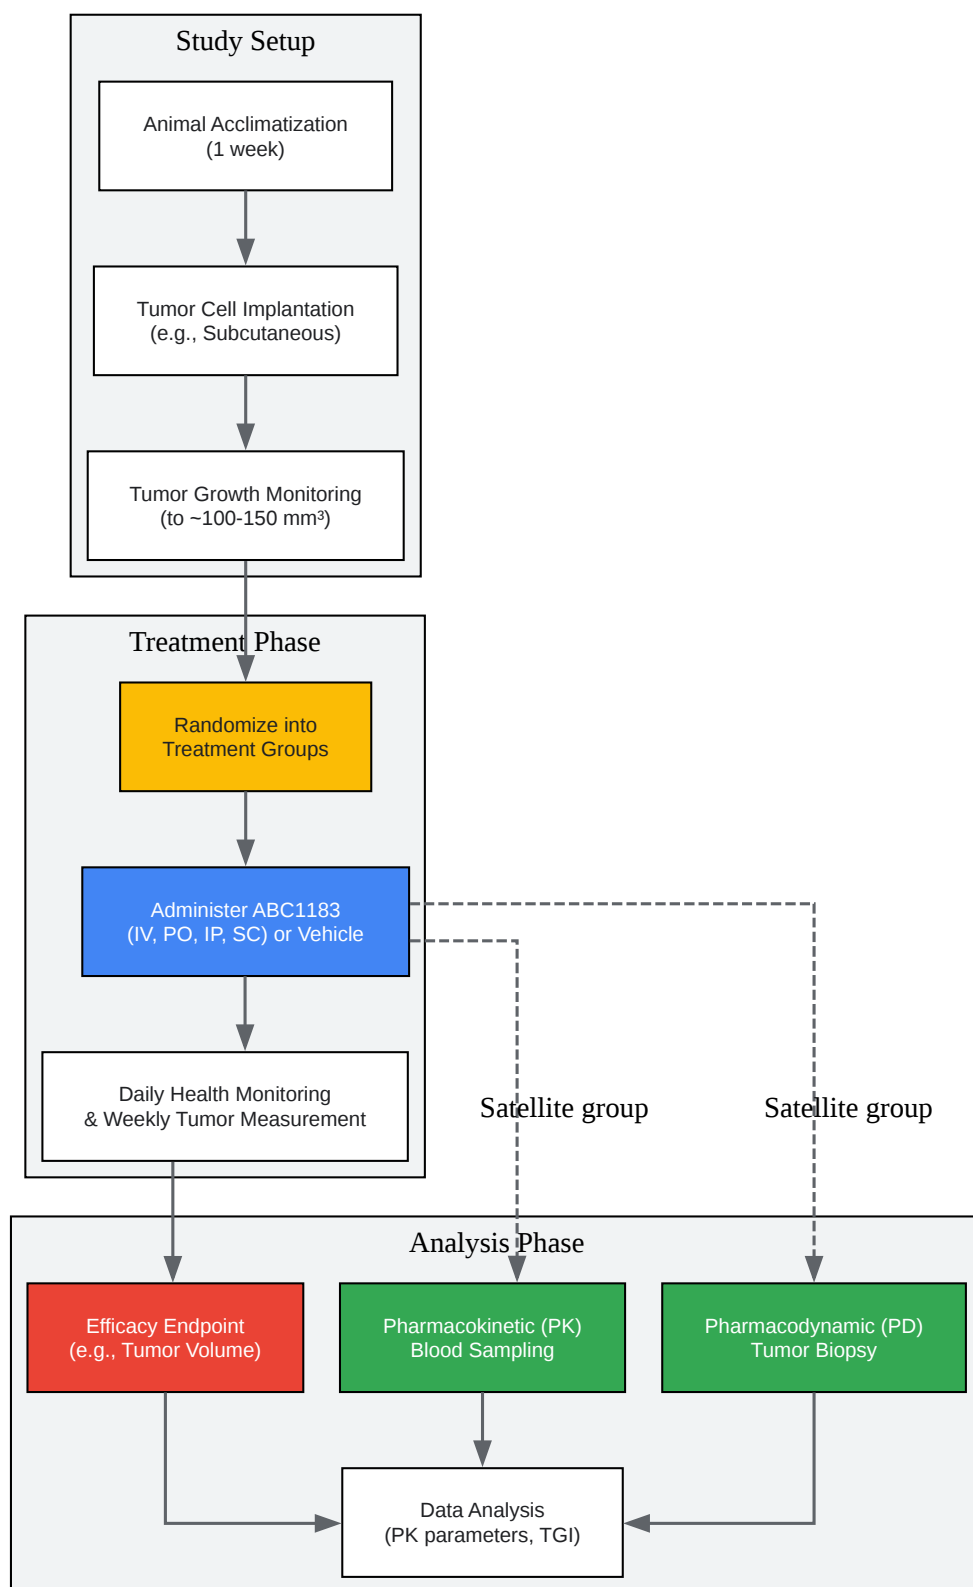 Study Setup
Animal Acclimatization
(1 week)
Tumor Cell Implantation
(e.g., Subcutaneous)
Tumor Growth Monitoring
(to ~100-150 mm³)
Treatment Phase
Randomize into
Treatment Groups
Administer ABC1183
(IV, PO, IP, SC) or Vehicle
Daily Health Monitoring
& Weekly Tumor Measurement
Satellite group
Satellite group
Analysis Phase
Efficacy Endpoint
(e.g., Tumor Volume)
Pharmacokinetic (PK)
Blood Sampling
Pharmacodynamic (PD)
Tumor Biopsy
Data Analysis
(PK parameters, TGI)